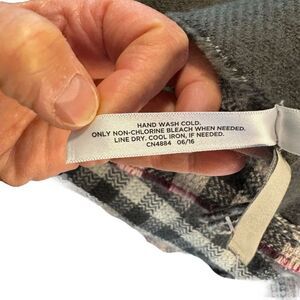 HAND WASH COLD.
ONLY NON-CHLORINE BLEACH WHEN NEEDED.
LINE DRY, COOL IRON, IF NEEDED.
CN4884 06/16